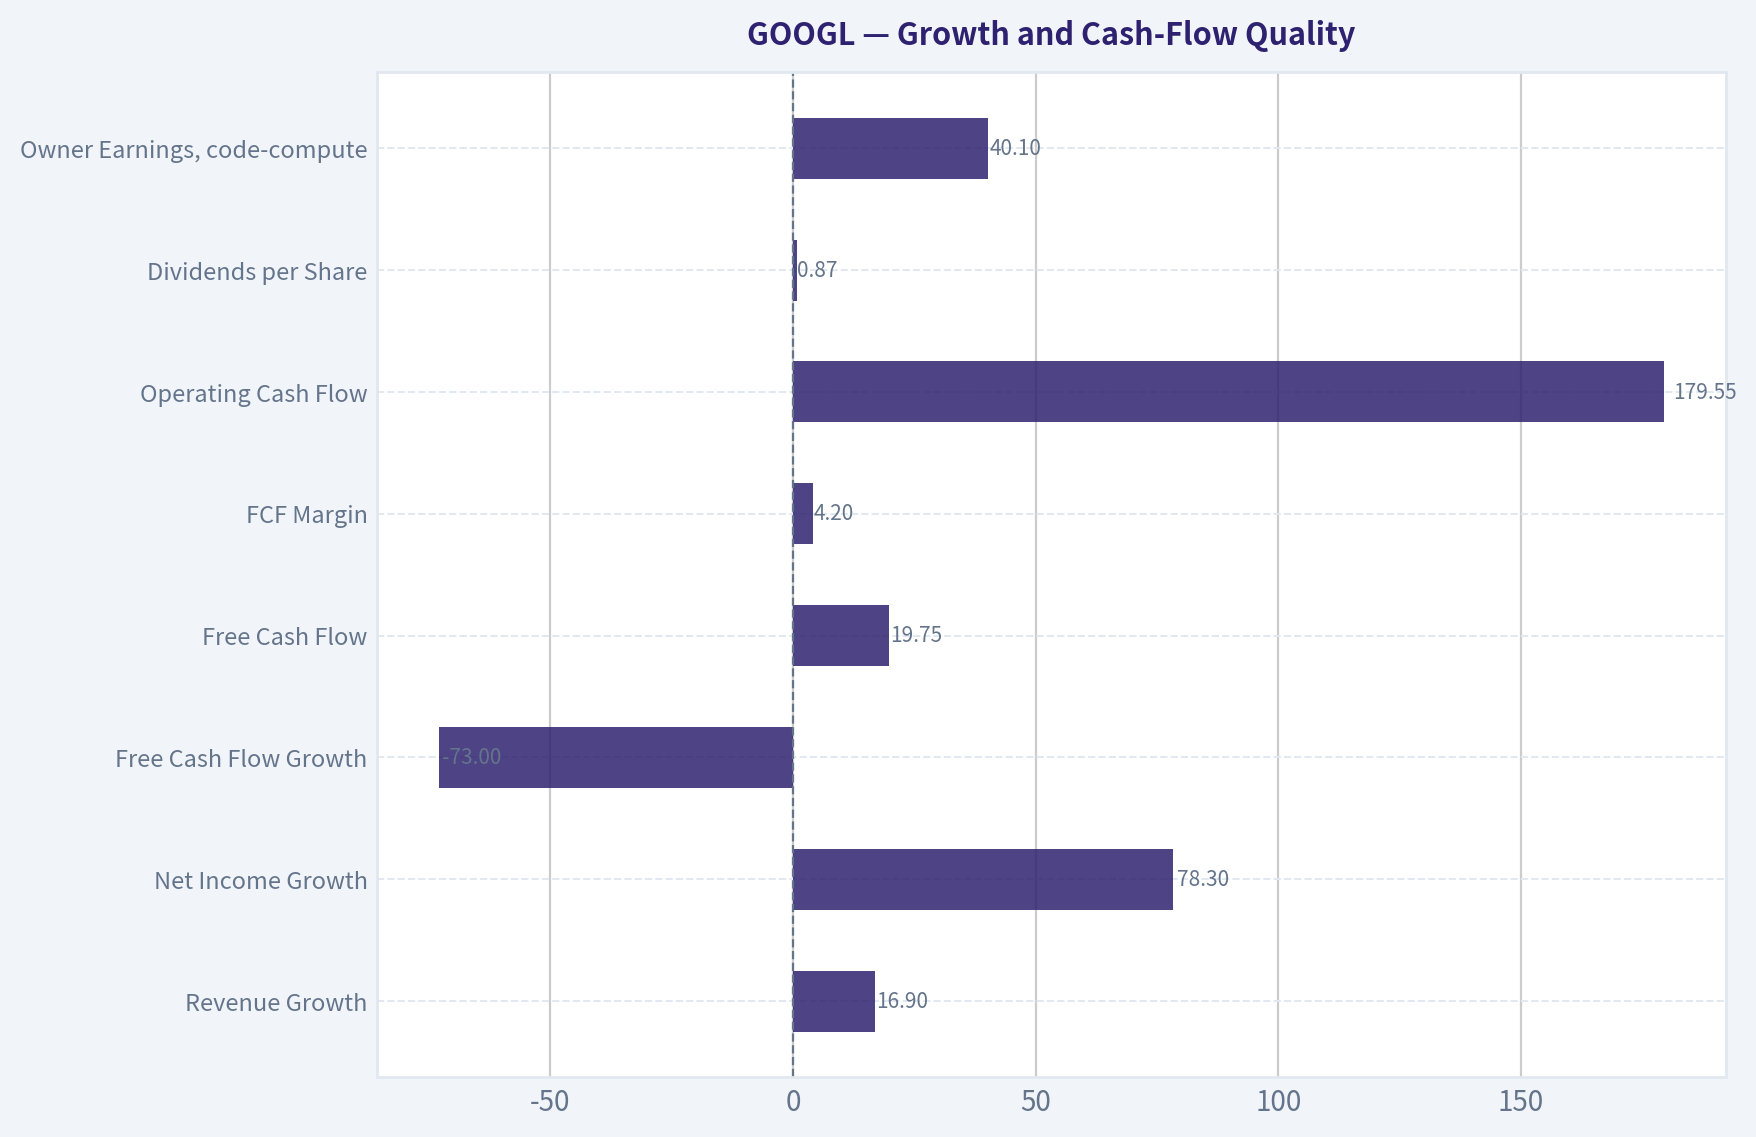 GOOGL — Growth and Cash-Flow Quality
Owner Earnings, code-compute
40.10
Dividends per Share
0.87
Operating Cash Flow
179.55
FCF Margin
4.20
Free Cash Flow
19.75
Free Cash Flow Growth
-73.00
Net Income Growth
78.30
Revenue Growth
16.90
-50 0 50 100 150